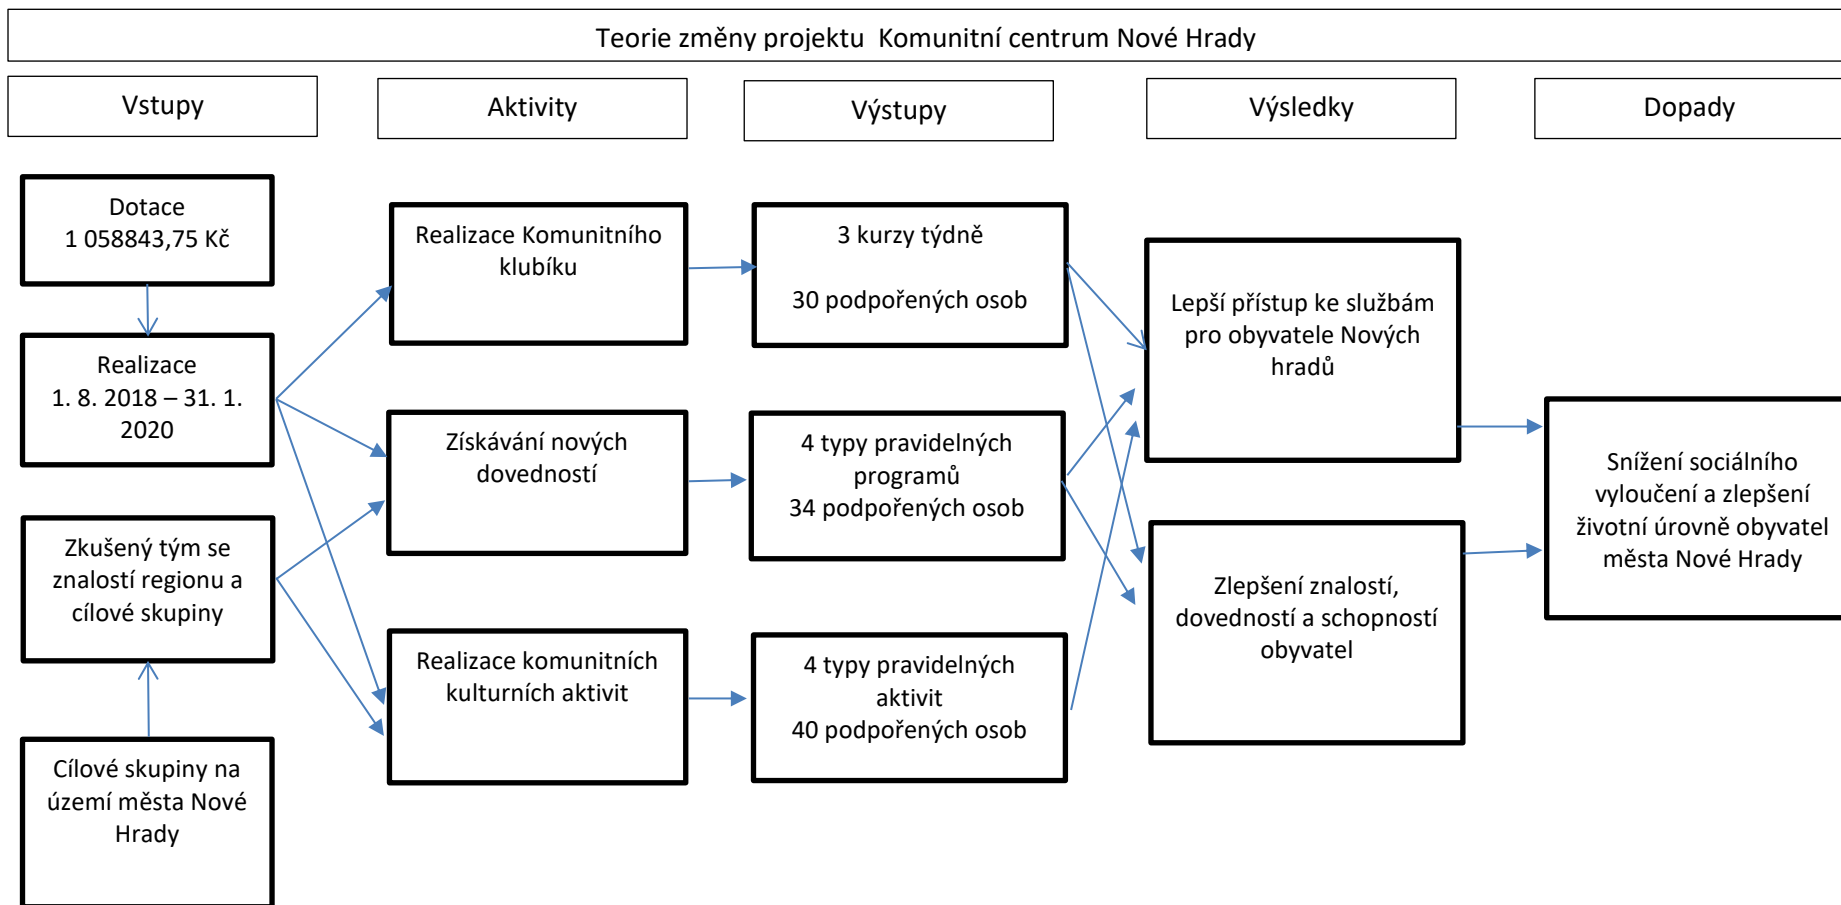 Teorie změny projektu  Komunitní centrum Nové Hrady
Vstupy
Aktivity
Výstupy
Výsledky
Dopady
Dotace
1 058843,75 Kč
Realizace
1. 8. 2018 – 31. 1.
2020
Zkušený tým se
znalostí regionu a
cílové skupiny
Cílové skupiny na
území města Nové
Hrady
Realizace Komunitního
klubíku
Získávání nových
dovedností
Realizace komunitních
kulturních aktivit
3 kurzy týdně
30 podpořených osob
4 typy pravidelných
programů
34 podpořených osob
4 typy pravidelných
aktivit
40 podpořených osob
Lepší přístup ke službám
pro obyvatele Nových
hradů
Zlepšení znalostí,
dovedností a schopností
obyvatel
Snížení sociálního
vyloučení a zlepšení
životní úrovně obyvatel
města Nové Hrady